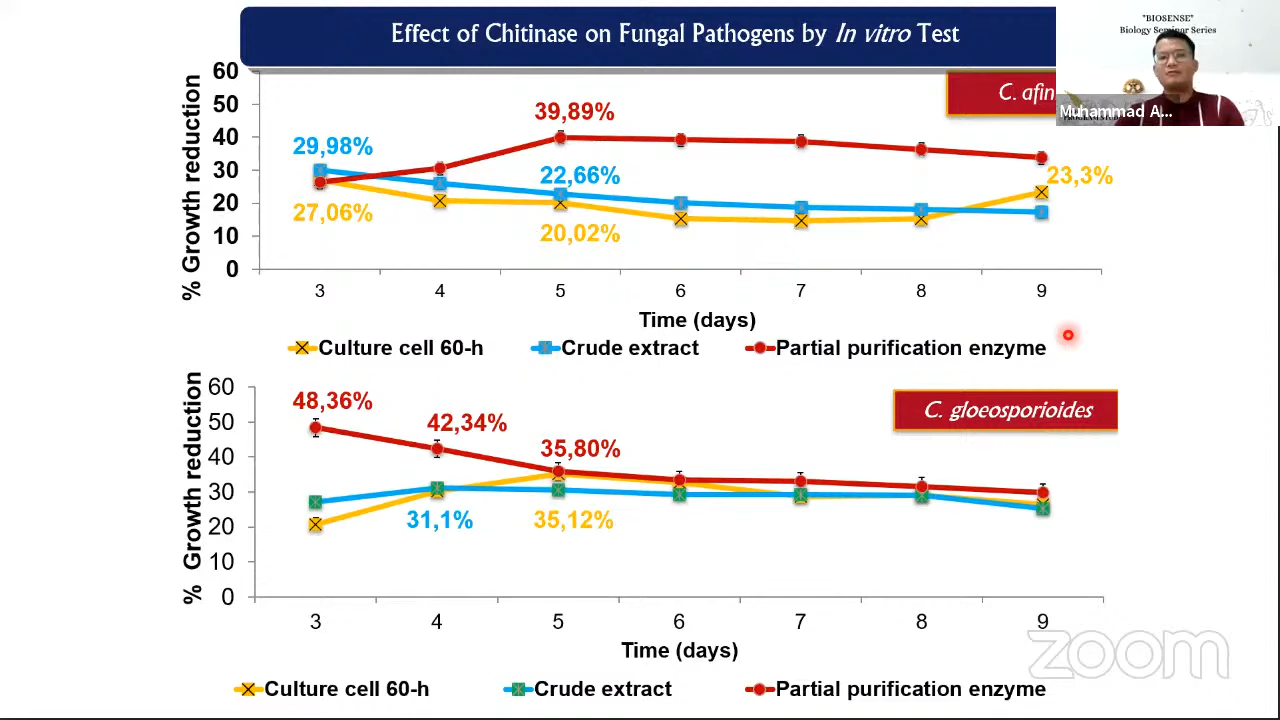 Effect of Chitinase on Fungal Pathogens by In vitro Test
"BIOSENSE"
Biology Seminar Series
Muhammad A...
C. afin
% Growth reduction
60
50
40
30
20
10
0
29,98%
27,06%
39,89%
22,66%
20,02%
23,3%
3 4 5 6 7 8 9
Time (days)
Culture cell 60-h Crude extract Partial purification enzyme
C. gloeosporioides
% Growth reduction
60
50
40
30
20
10
0
48,36%
42,34%
35,80%
31,1%
35,12%
3 4 5 6 7 8 9
Time (days)
zoom
Culture cell 60-h Crude extract Partial purification enzyme